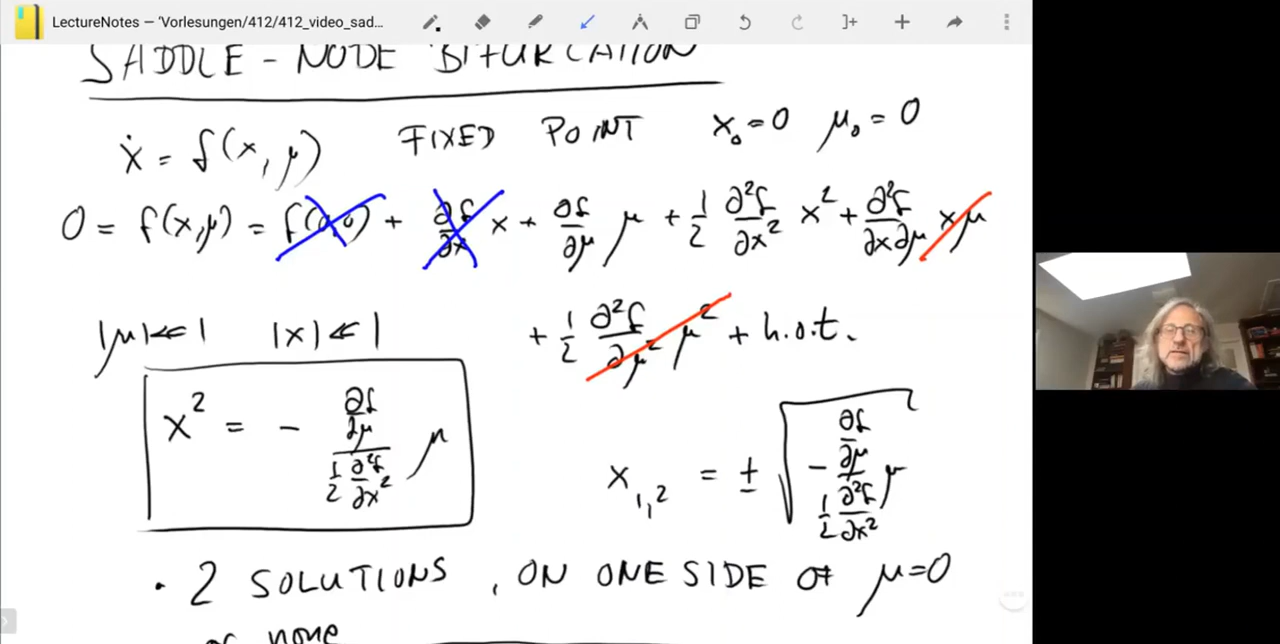 LectureNotes — 'Vorlesungen/412/412_video_sad...
SADDLE - NODE BIFURCATION
ẋ = f(x, μ) FIXED POINT x₀ = 0 μ₀ = 0
0 = f(x,μ) = f(0,0) + ∂f/∂x x + ∂f/∂μ μ + 1/2 ∂²f/∂x² x² + ∂²f/∂x∂μ xμ
+ 1/2 ∂²f/∂μ² μ² + h.o.t.
|μ| ≪ 1 |x| ≪ 1
x² = - (∂f/∂μ)/(1/2 ∂²f/∂x²) μ
x₁,₂ = ± √(- (∂f/∂μ)/(1/2 ∂²f/∂x²) μ)
· 2 SOLUTIONS, ON ONE SIDE OF μ=0
or none